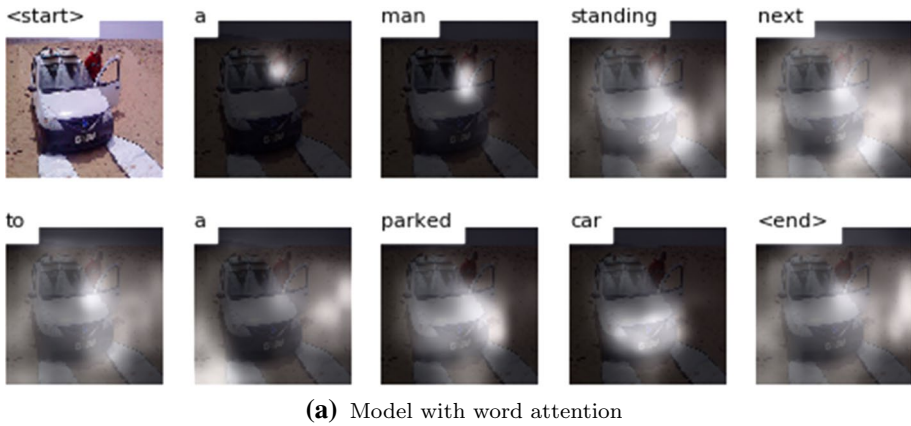 <start> a man standing next
to a parked car <end>
(a) Model with word attention